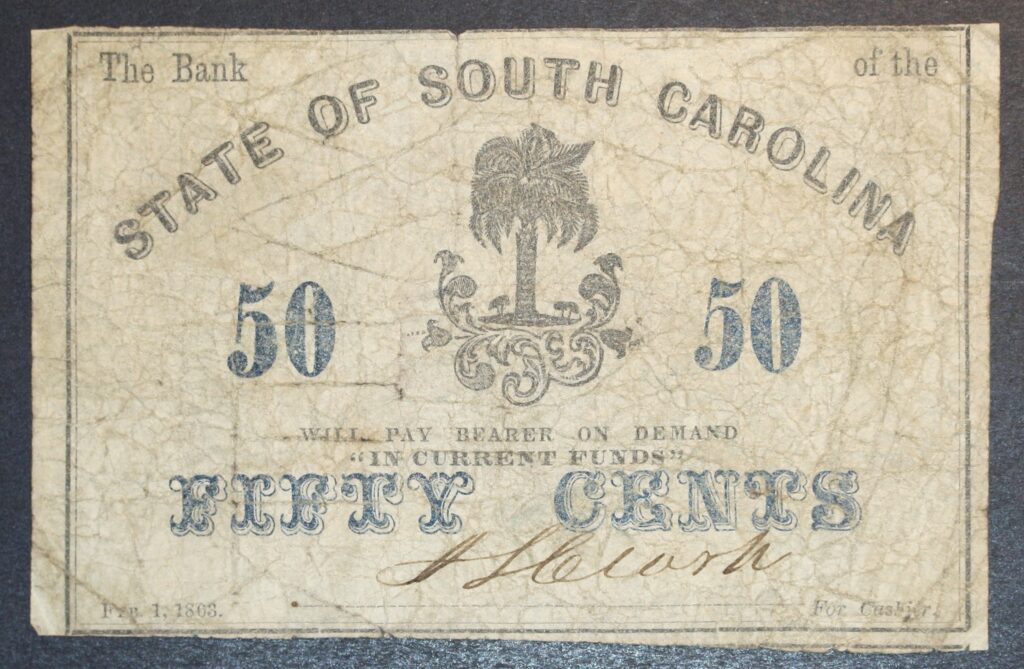 The Bank of the
STATE OF SOUTH CAROLINA
50 50
WILL PAY BEARER ON DEMAND
"IN CURRENT FUNDS"
FIFTY CENTS
Feb 1, 1863. For Cashier.